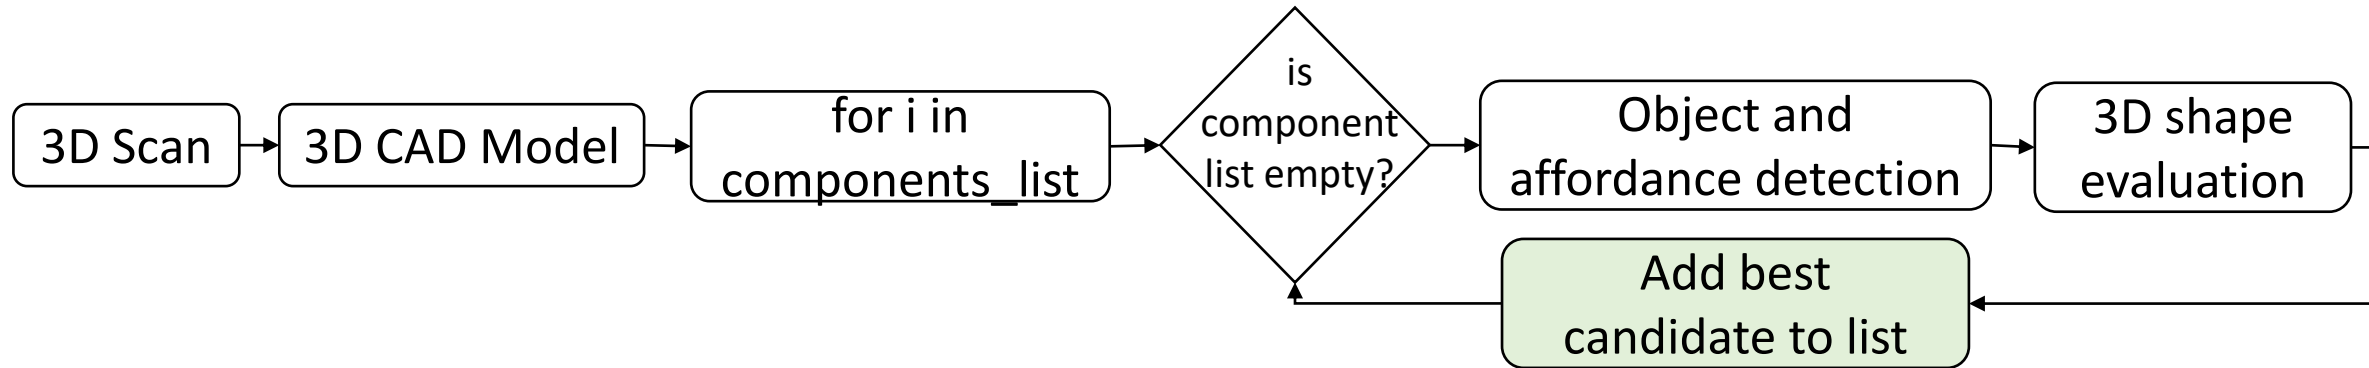 3D Scan
3D CAD Model
for i in
components_list
is
component
list empty?
Object and
affordance detection
3D shape
evaluation
Add best
candidate to list